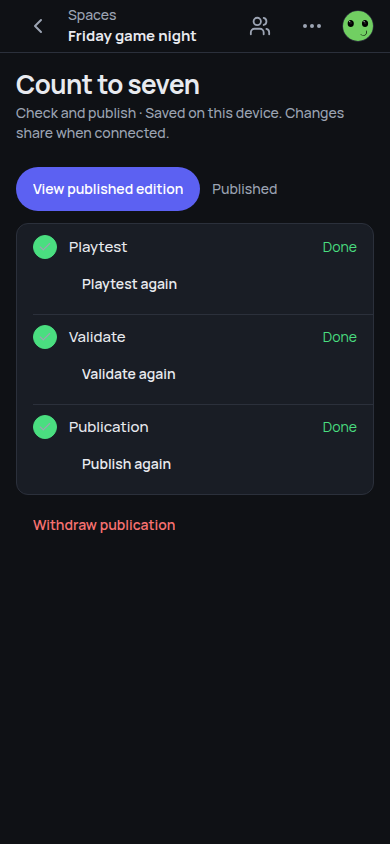 Spaces
Friday game night
Count to seven
Check and publish · Saved on this device. Changes
share when connected.
View published edition
Published
Playtest
Done
Playtest again
Validate
Done
Validate again
Publication
Done
Publish again
Withdraw publication